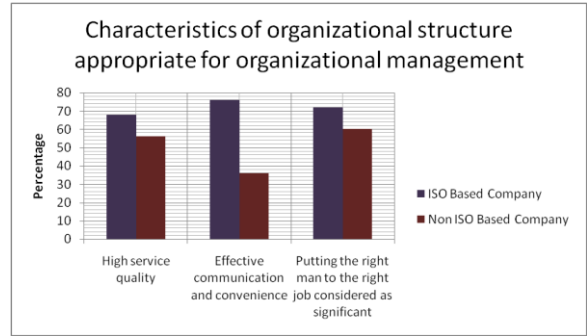 Characteristics of organizational structure
appropriate for organizational management
80
70
60
50
40
30
20
10
0
Percentage
High service
quality
Effective
communication
and convenience
Putting the right
man to the right
job considered as
significant
ISO Based Company
Non ISO Based Company